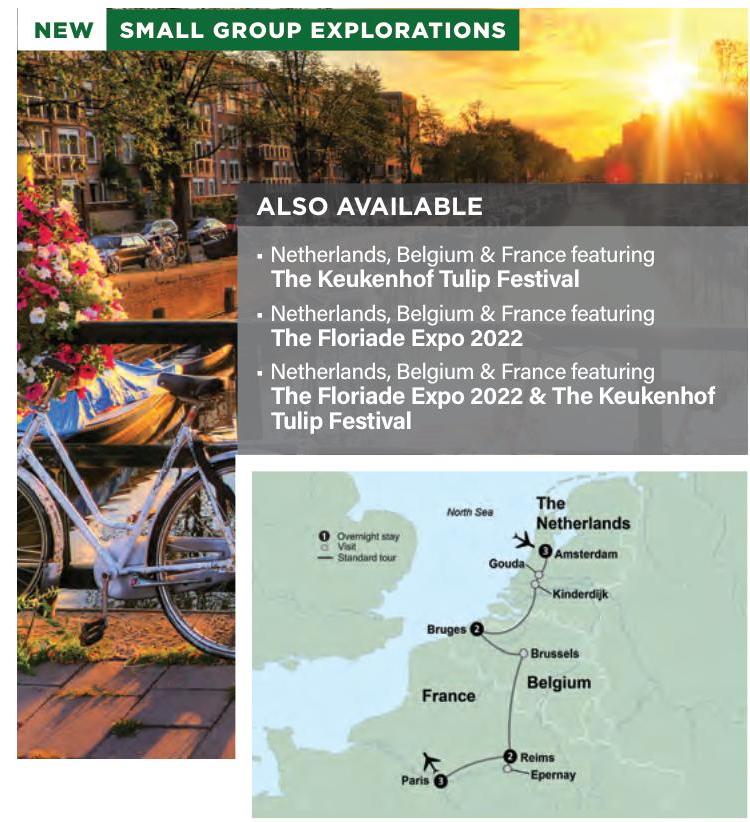 NEW SMALL GROUP EXPLORATIONS
ALSO AVAILABLE
▪ Netherlands, Belgium & France featuring
The Keukenhof Tulip Festival
▪ Netherlands, Belgium & France featuring
The Floriade Expo 2022
▪ Netherlands, Belgium & France featuring
The Floriade Expo 2022 & The Keukenhof
Tulip Festival
North Sea
The
Netherlands
1 Overnight stay
Visit
Standard tour
3 Amsterdam
Gouda
Kinderdijk
Bruges 2
Brussels
Belgium
France
2 Reims
Epernay
Paris 3